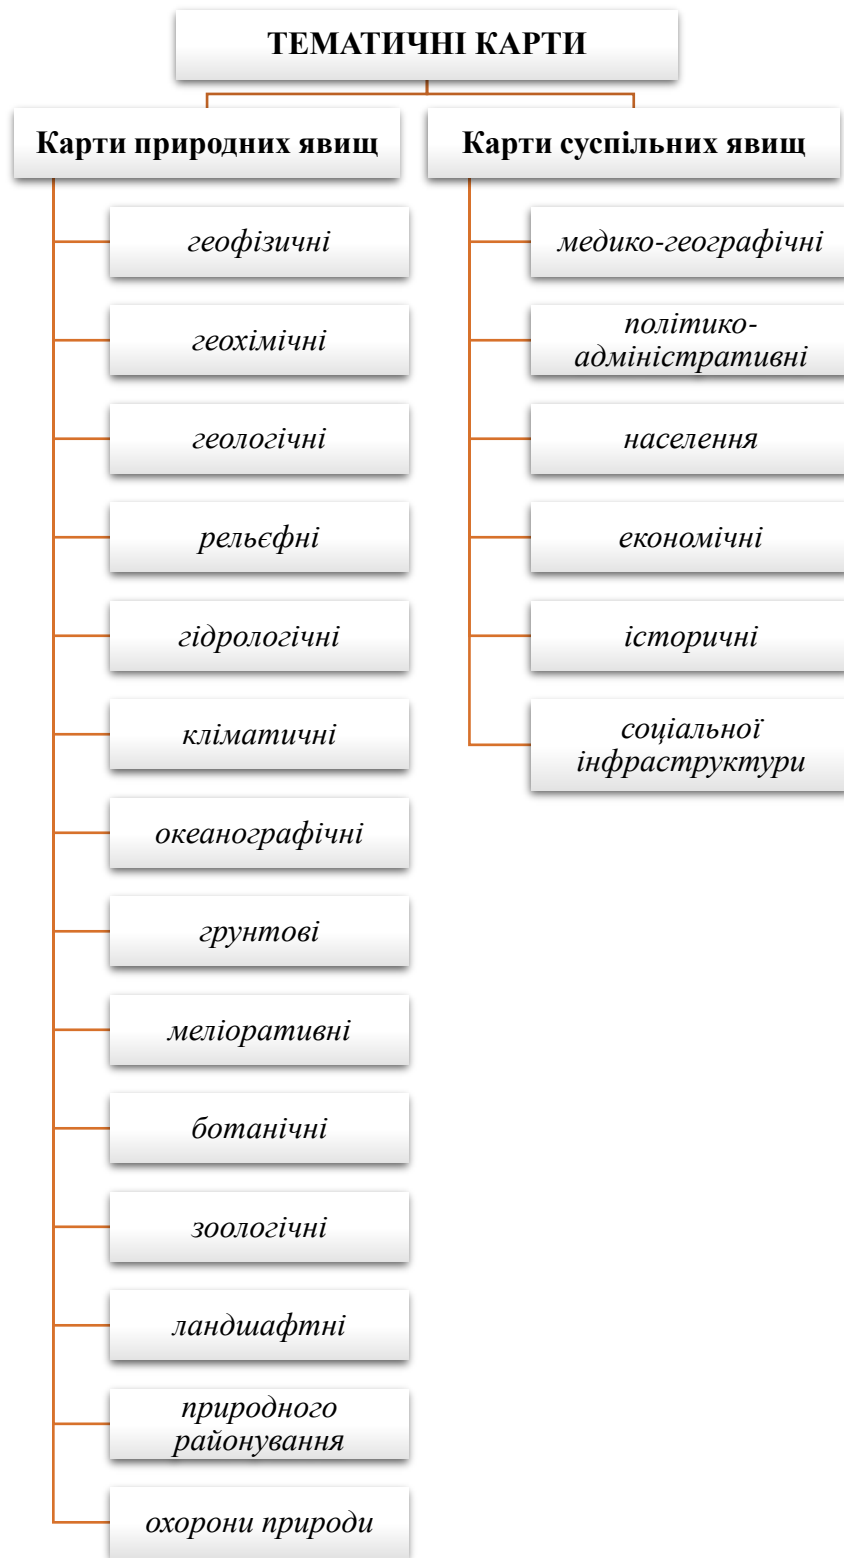 ТЕМАТИЧНІ КАРТИ
Карти природних явищ
геофізичні
геохімічні
геологічні
рельєфні
гідрологічні
кліматичні
океанографічні
грунтові
меліоративні
ботанічні
зоологічні
ландшафтні
природного
районування
охорони природи
Карти суспільних явищ
медико-географічні
політико-
адміністративні
населення
економічні
історичні
соціальної
інфраструктури